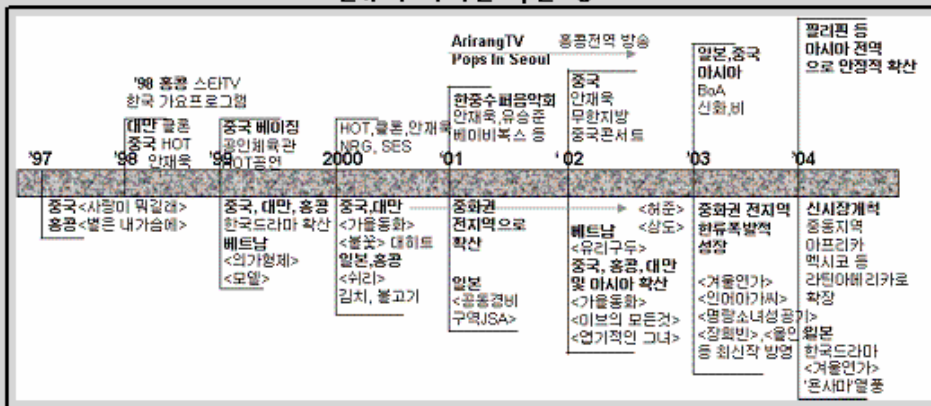 ArirangTV 홍콩전역 방송
Pops In Seoul
'98 홍콩 스타TV
한국 가요프로그램
대만 클론
중국 HOT
안재욱
중국 베이징
공인체육관
HOT공연
HOT,클론,안재욱
NRG, SES
한중수퍼음악회
안재욱,유승준
베이비복스 등
중국
안재욱
무한지방
중국콘서트
일본,중국
아시아
BoA
신화,비
필리핀 등
아시아 전역
으로 안정적 확산
'97 '98 '99 2000 '01 '02 '03 '04
중국<사랑이 뭐길래>
홍콩<별은 내가슴에>
중국, 대만, 홍콩
한국드라마 확산
베트남
<의가형제>
<모델>
중국,대만
<가을동화>
<불꽃> 대히트
일본,홍콩
<쉬리>
김치, 불고기
중화권
전지역으로
확산
일본
<공동경비
구역JSA>
<허준>
<상도>
베트남
<유리구두>
중국, 홍콩, 대만
및 아시아 확산
<가을동화>
<이브의 모든것>
<엽기적인 그녀>
중화권 전지역
한류폭발적
성장
<겨울연가>
<인어아가씨>
<명랑소녀성공기>
<장희빈>,<올인
등 최신작 방영
신시장개척
중동지역
아프리카
멕시코 등
라틴아메리카로
확장
일본
한국드라마
<겨울연가>
'욘사마'열풍